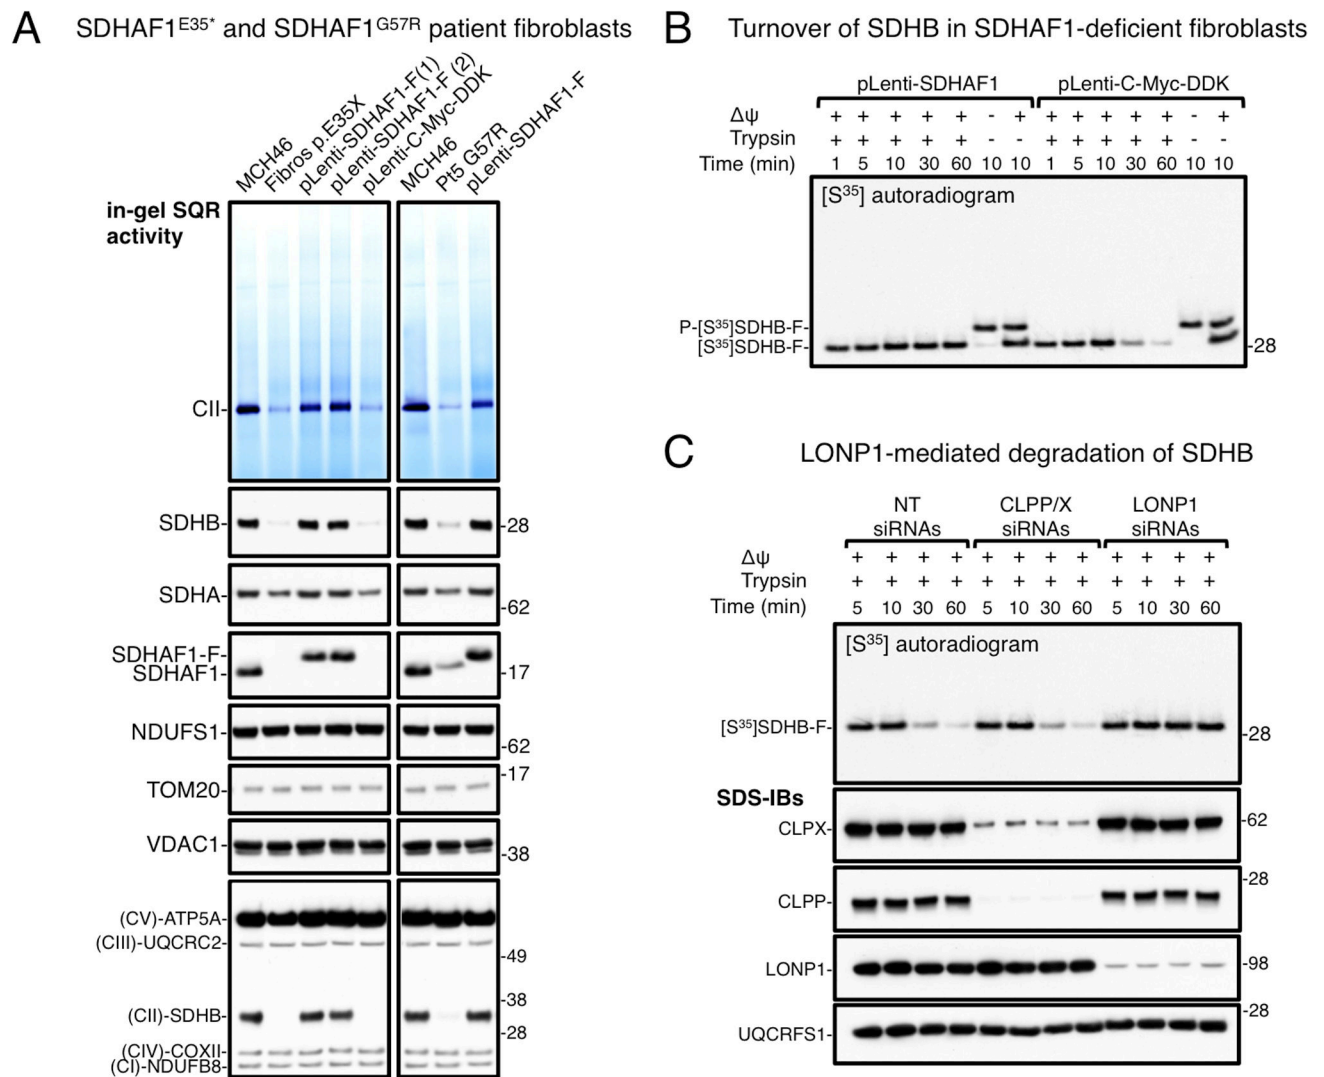 A SDHAF1E35* and SDHAF1G57R patient fibroblasts
MCH46
Fibros p.E35X
pLenti-SDHAF1-F(1)
pLenti-SDHAF1-F (2)
pLenti-C-Myc-DDK
MCH46
Pt5 G57R
pLenti-SDHAF1-F
in-gel SQR
activity
CII-
SDHB- -28
SDHA- -62
SDHAF1-F-
SDHAF1- -17
NDUFS1- -62
-17
TOM20-
VDAC1- -38
(CV)-ATP5A-
(CIII)-UQCRC2-
-49
-38
(CII)-SDHB-
-28
(CIV)-COXII-
(CI)-NDUFB8-
B Turnover of SDHB in SDHAF1-deficient fibroblasts
pLenti-SDHAF1 pLenti-C-Myc-DDK
Δψ + + + + + - + + + + + + - +
Trypsin + + + + + - + + + + + -
Time (min) 1 5 10 30 60 10 10 1 5 10 30 60 10 10
[S35] autoradiogram
P-[S35]SDHB-F-
[S35]SDHB-F- -28
C LONP1-mediated degradation of SDHB
NT CLPP/X LONP1
siRNAs siRNAs siRNAs
Δψ + + + + + + + + + + + +
Trypsin + + + + + + + + + + + +
Time (min) 5 10 30 60 5 10 30 60 5 10 30 60
[S35] autoradiogram
[S35]SDHB-F- -28
SDS-IBs
CLPX- -62
-28
CLPP-
LONP1- -98
-28
UQCRFS1-